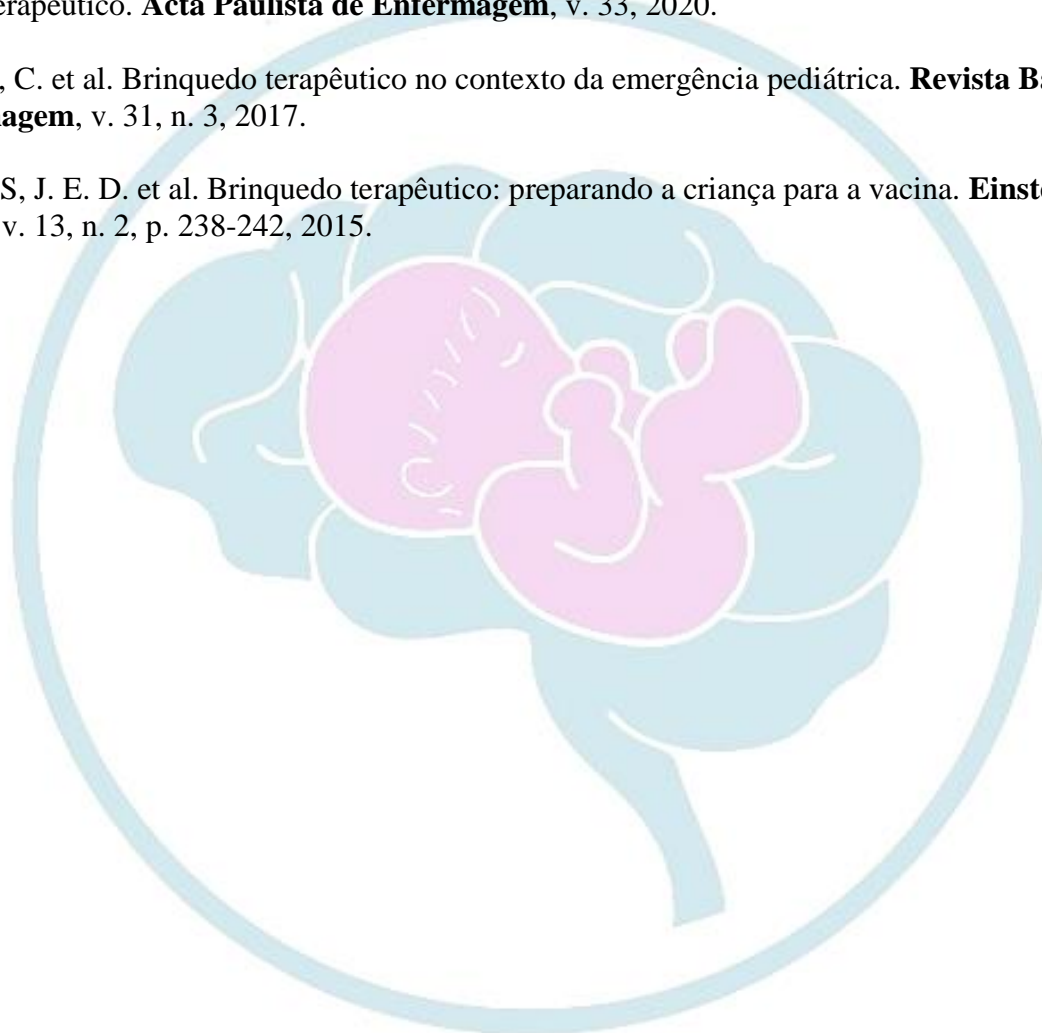 erapêutico. Acta Paulista de Enfermagem, v. 33, 2020.
, C. et al. Brinquedo terapêutico no contexto da emergência pediátrica. Revista Ba
agem, v. 31, n. 3, 2017.
S, J. E. D. et al. Brinquedo terapêutico: preparando a criança para a vacina. Einst
v. 13, n. 2, p. 238-242, 2015.